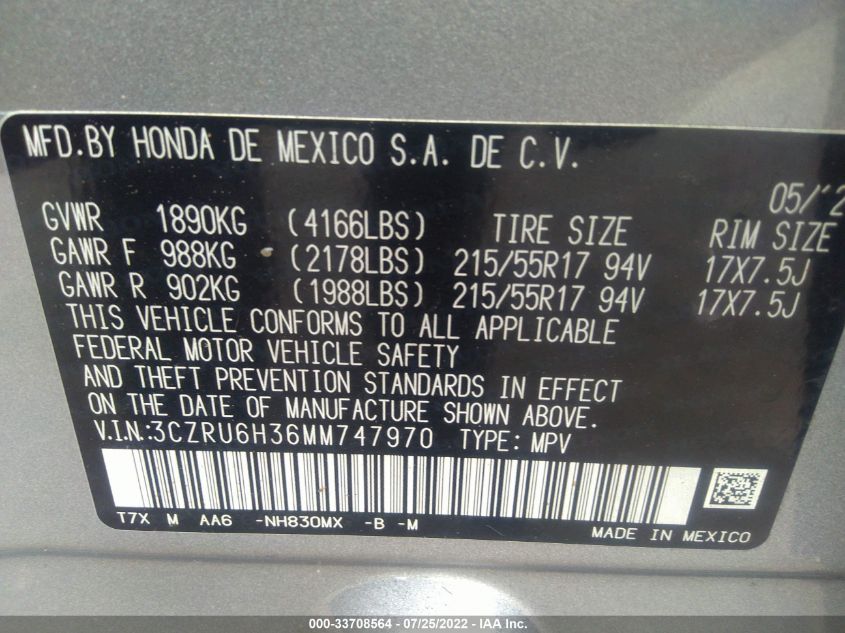 MFD.BY HONDA DE MEXICO S.A. DE C.V.
05/'2
GVWR 1890KG (4166LBS) TIRE SIZE RIM SIZE
GAWR F 988KG (2178LBS) 215/55R17 94V 17X7.5J
GAWR R 902KG (1988LBS) 215/55R17 94V 17X7.5J
THIS VEHICLE CONFORMS TO ALL APPLICABLE
FEDERAL MOTOR VEHICLE SAFETY
AND THEFT PREVENTION STANDARDS IN EFFECT
ON THE DATE OF MANUFACTURE SHOWN ABOVE.
V.I.N.:3CZRU6H36MM747970 TYPE: MPV
T7X M AA6 -NH830MX -B -M
MADE IN MEXICO
000-33708564 - 07/25/2022 - IAA, Inc.